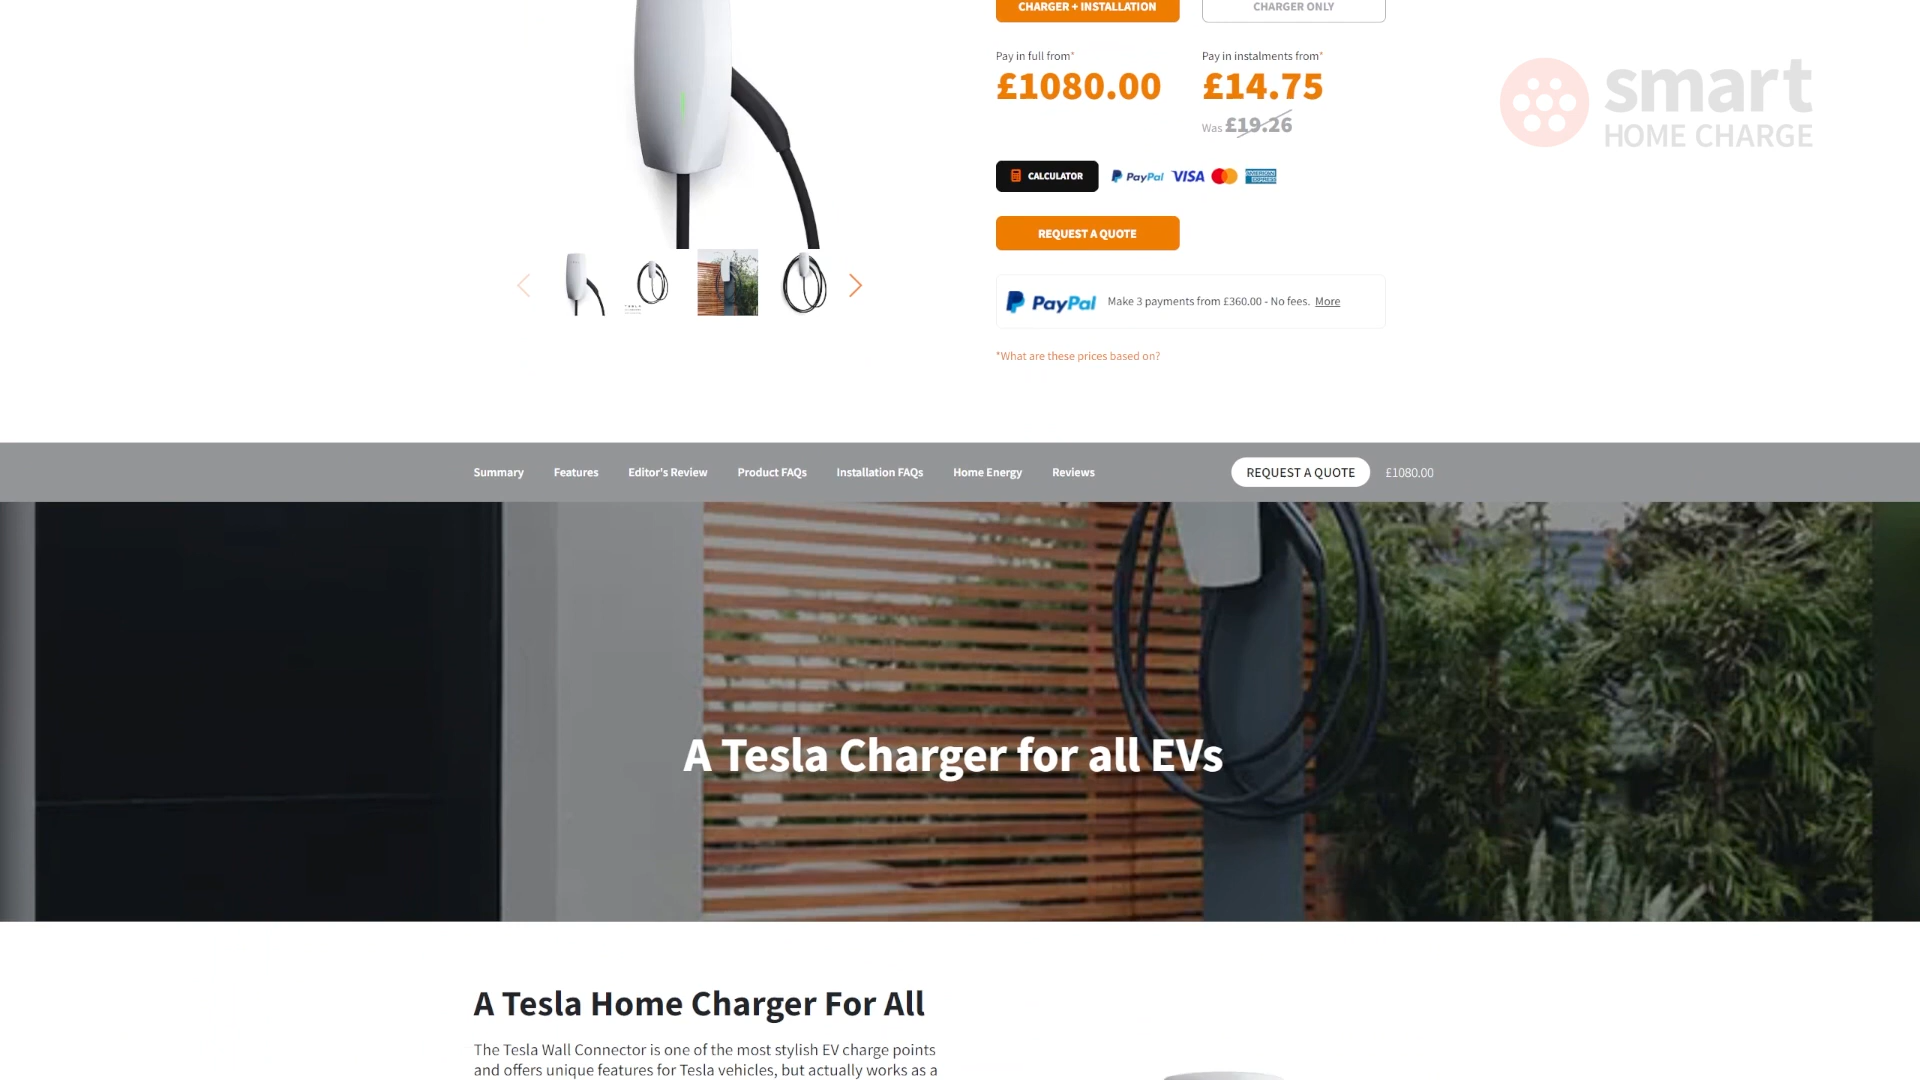 CHARGER + INSTALLATION
CHARGER ONLY
Pay in full from*
Pay in instalments from*
£1080.00
£14.75
Was £19.26
smart
HOME CHARGE
CALCULATOR
PayPal
VISA
AMERICAN EXPRESS
REQUEST A QUOTE
PayPal
Make 3 payments from £360.00 - No fees. More
*What are these prices based on?
Summary
Features
Editor's Review
Product FAQs
Installation FAQs
Home Energy
Reviews
REQUEST A QUOTE
£1080.00
A Tesla Charger for all EVs
A Tesla Home Charger For All
The Tesla Wall Connector is one of the most stylish EV charge points
and offers unique features for Tesla vehicles, but actually works as a